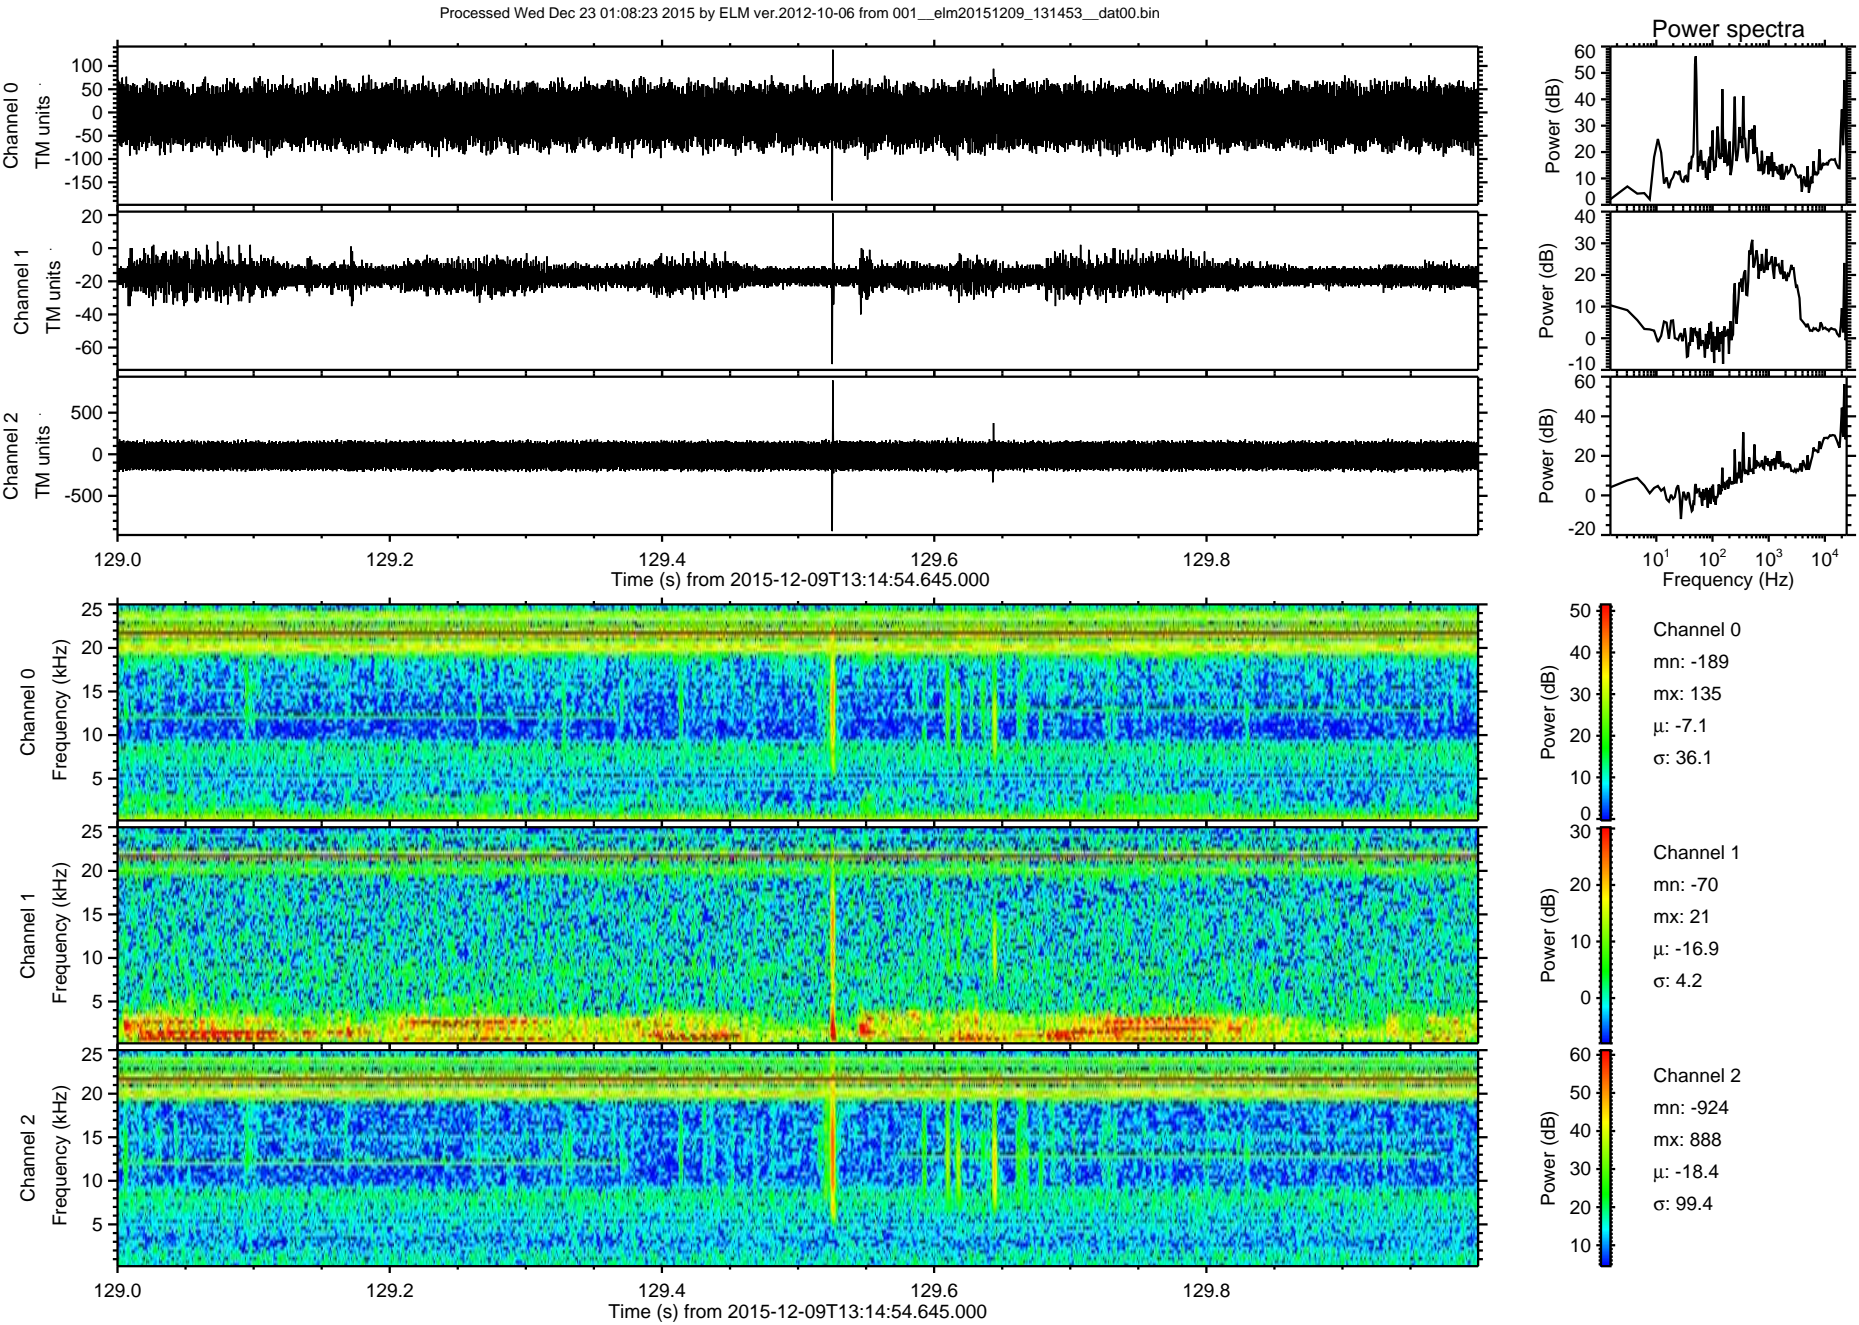 Processed Wed Dec 23 01:08:23 2015 by ELM ver.2012-10-06 from 001__elm20151209_131453__dat00.bin
Power spectra
Channel 0
TM units
100
50
0
-50
-100
-150
Power (dB)
60
50
40
30
20
10
0
Channel 1
TM units
20
0
-20
-40
-60
Power (dB)
40
30
20
10
0
-10
Channel 2
TM units
500
0
-500
Power (dB)
60
40
20
0
-20
129.0 129.2 129.4 129.6 129.8
Time (s) from 2015-12-09T13:14:54.645.000
10^1 10^2 10^3 10^4
Frequency (Hz)
Channel 0
Frequency (kHz)
25
20
15
10
5
Power (dB)
50
40
30
20
10
0
Channel 0
mn: -189
mx: 135
μ: -7.1
σ: 36.1
Channel 1
Frequency (kHz)
25
20
15
10
5
Power (dB)
30
20
10
0
Channel 1
mn: -70
mx: 21
μ: -16.9
σ: 4.2
Channel 2
Frequency (kHz)
25
20
15
10
5
Power (dB)
60
50
40
30
20
10
Channel 2
mn: -924
mx: 888
μ: -18.4
σ: 99.4
129.0 129.2 129.4 129.6 129.8
Time (s) from 2015-12-09T13:14:54.645.000